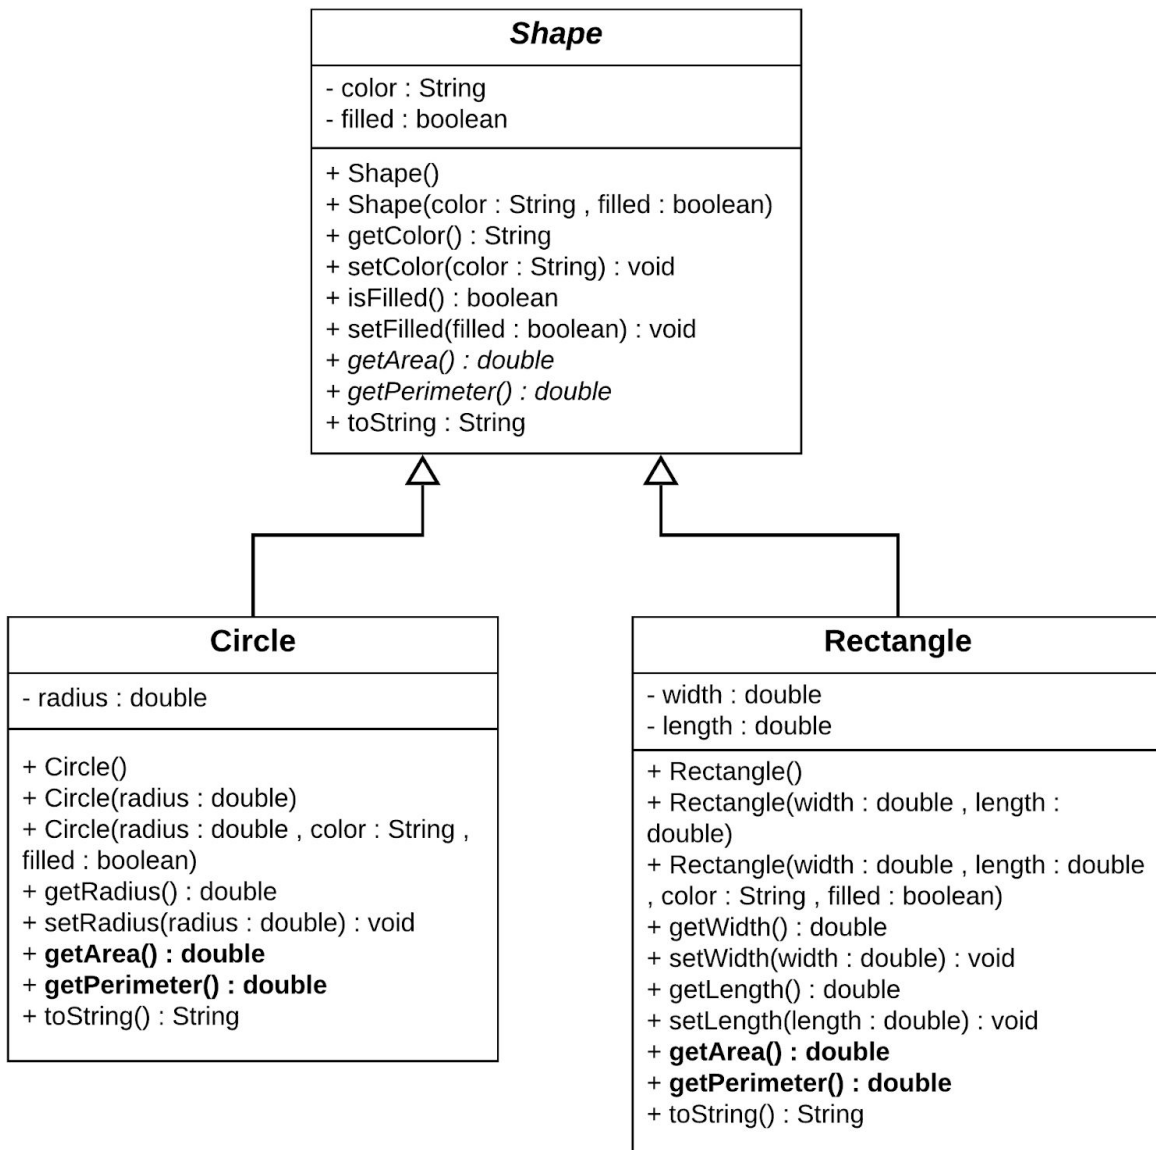 Shape
- color : String
- filled : boolean
+ Shape()
+ Shape(color : String , filled : boolean)
+ getColor() : String
+ setColor(color : String) : void
+ isFilled() : boolean
+ setFilled(filled : boolean) : void
+ getArea() : double
+ getPerimeter() : double
+ toString : String
Circle
- radius : double
+ Circle()
+ Circle(radius : double)
+ Circle(radius : double , color : String ,
filled : boolean)
+ getRadius() : double
+ setRadius(radius : double) : void
+ getArea() : double
+ getPerimeter() : double
+ toString() : String
Rectangle
- width : double
- length : double
+ Rectangle()
+ Rectangle(width : double , length :
double)
+ Rectangle(width : double , length : double
, color : String , filled : boolean)
+ getWidth() : double
+ setWidth(width : double) : void
+ getLength() : double
+ setLength(length : double) : void
+ getArea() : double
+ getPerimeter() : double
+ toString() : String